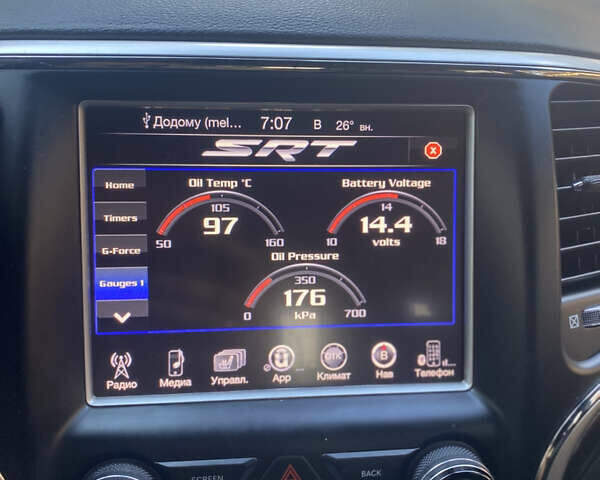 Додому (mel... 7:07 В 26° вн.
SRT
X
Home
Timers
G-Force
Gauges 1
Oil Temp °C
105
97
50 160
Battery Voltage
14
14.4
10 volts 18
Oil Pressure
350
176
0 kPa 700
Радио Медиа Управл. App Климат Нав Телефон
SCREEN BACK